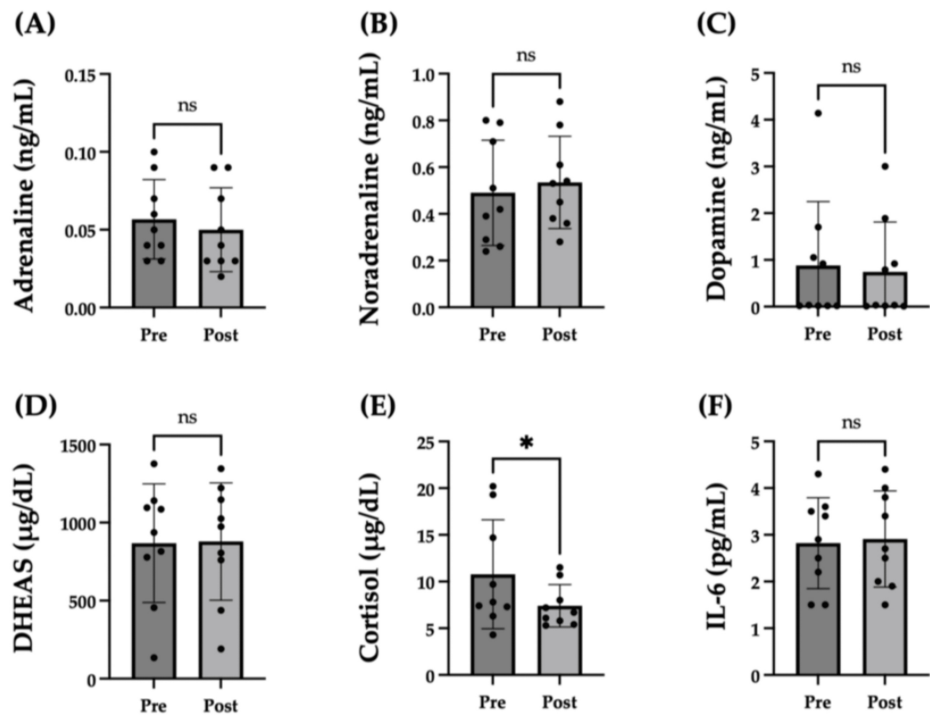 (A)
Adrenaline (ng/mL)
0.15
0.10
0.05
0.00
ns
Pre
Post
(B)
Noradrenaline (ng/mL)
1.0
0.8
0.6
0.4
0.2
0.0
ns
Pre
Post
(C)
Dopamine (ng/mL)
5
4
3
2
1
0
ns
Pre
Post
(D)
DHEAS (μg/dL)
1500
1000
500
0
ns
Pre
Post
(E)
Cortisol (μg/dL)
25
20
15
10
5
0
*
Pre
Post
(F)
IL-6 (pg/mL)
5
4
3
2
1
0
ns
Pre
Post